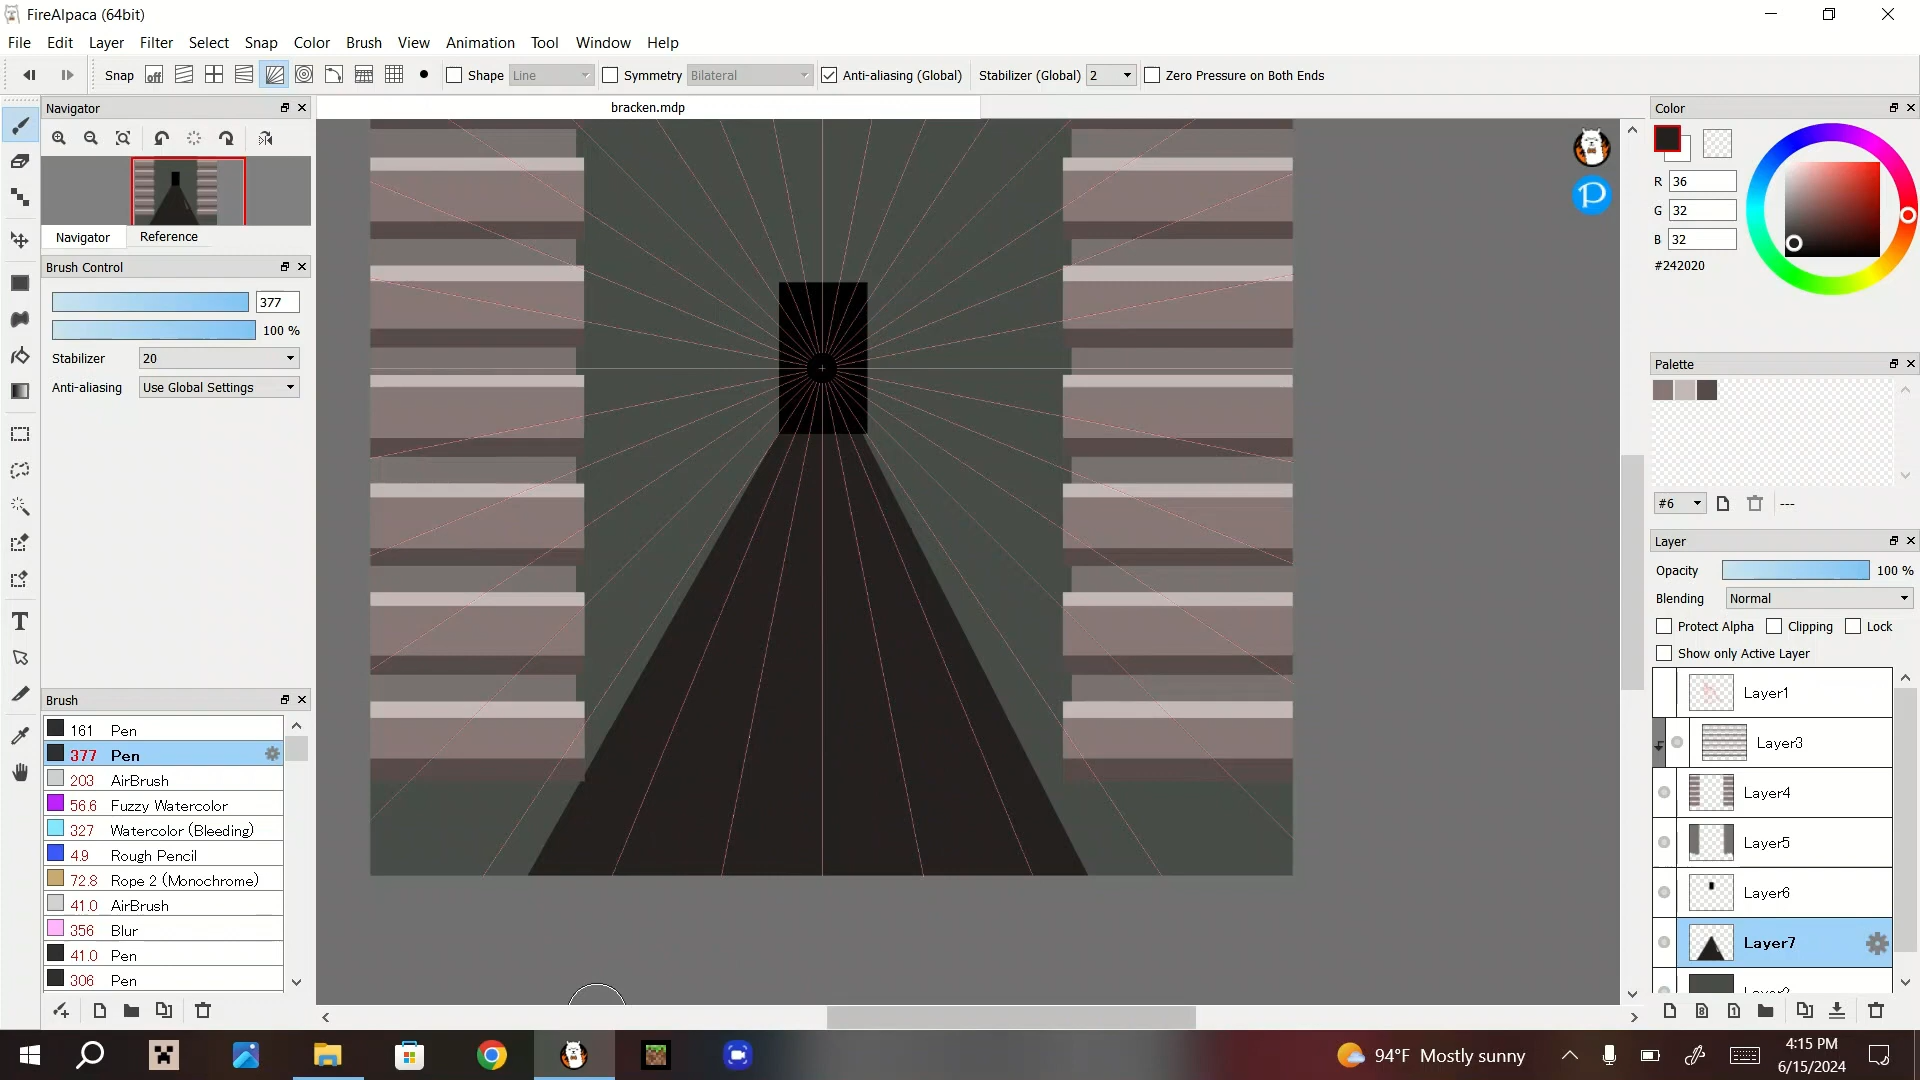 FireAlpaca (64bit)
File Edit Layer Filter Select Snap Color Brush View Animation Tool Window Help
Snap off Shape Line Symmetry Bilateral Anti-aliasing (Global) Stabilizer (Global) 2 Zero Pressure on Both Ends
Navigator
bracken.mdp
Navigator Reference
Brush Control
377
100 %
Stabilizer 20
Anti-aliasing Use Global Settings
Brush
161 Pen
377 Pen
203 AirBrush
56.6 Fuzzy Watercolor
327 Watercolor (Bleeding)
4.9 Rough Pencil
72.8 Rope 2 (Monochrome)
41.0 AirBrush
356 Blur
41.0 Pen
306 Pen
Color
R 36
G 32
B 32
#242020
Palette
#6 ---
Layer
Opacity 100 %
Blending Normal
Protect Alpha Clipping Lock
Show only Active Layer
Layer1
Layer3
Layer4
Layer5
Layer6
Layer7
94°F Mostly sunny
4:15 PM
6/15/2024